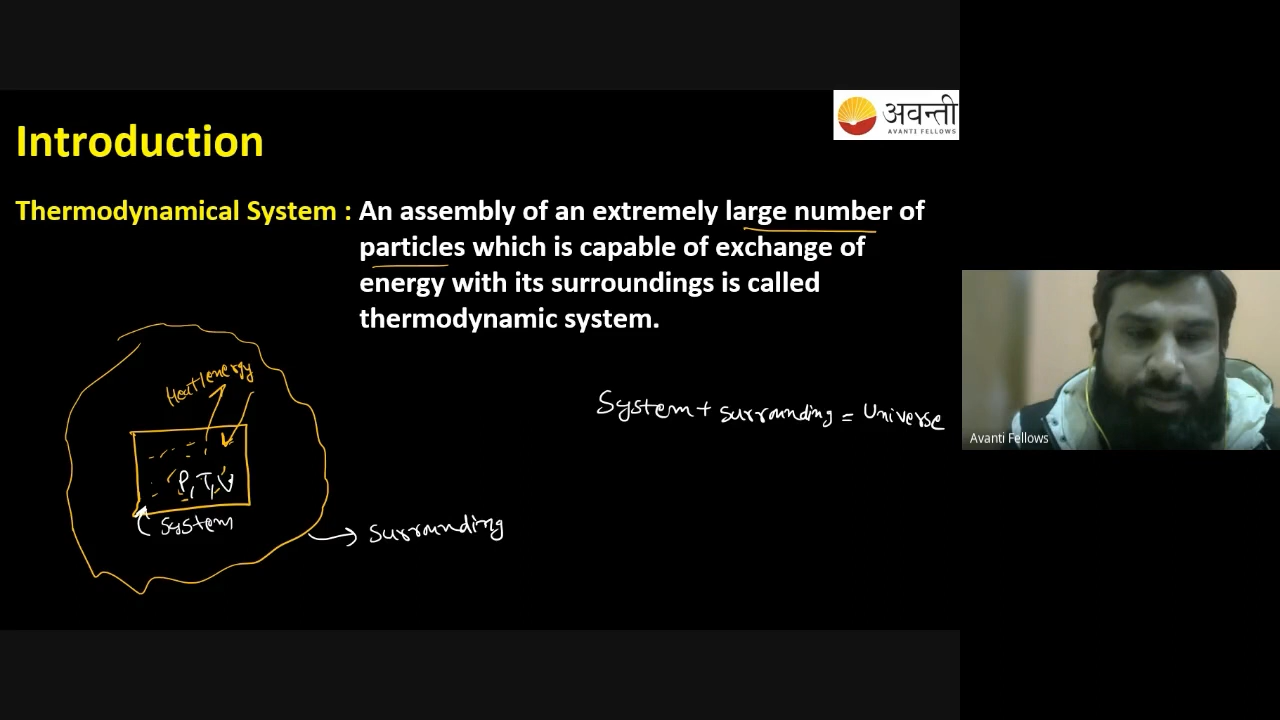 अवन्ती
AVANTI FELLOWS
Introduction
Thermodynamical System : An assembly of an extremely large number of
particles which is capable of exchange of
energy with its surroundings is called
thermodynamic system.
Heat/energy
System + surrounding = Universe
P, T, V
System
Surrounding
Avanti Fellows